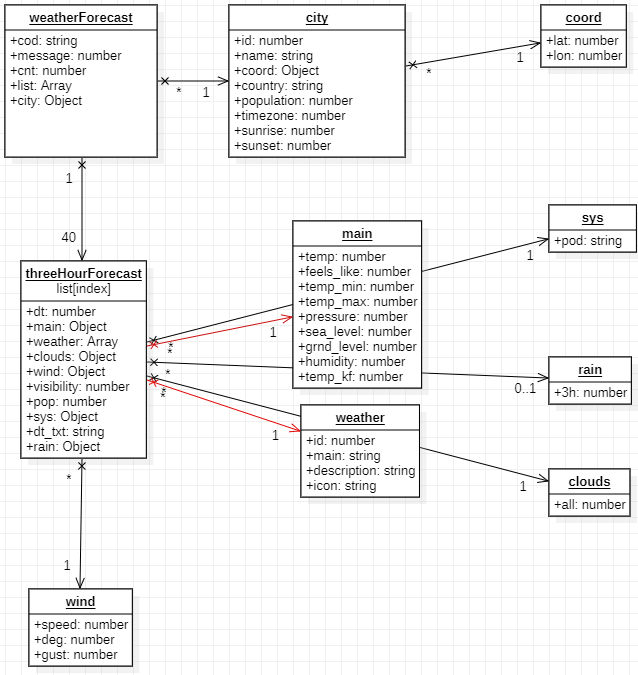 weatherForecast
+cod: string
+message: number
+cnt: number
+list: Array
+city: Object
*
1
city
+id: number
+name: string
+coord: Object
+country: string
+population: number
+timezone: number
+sunrise: number
+sunset: number
*
1
coord
+lat: number
+lon: number
1
40
threeHourForecast
list[index]
+dt: number
+main: Object
+weather: Array
+clouds: Object
+wind: Object
+visibility: number
+pop: number
+sys: Object
+dt_txt: string
+rain: Object
*
*
*
*
*
main
+temp: number
+feels_like: number
+temp_min: number
+temp_max: number
+pressure: number
+sea_level: number
+grnd_level: number
+humidity: number
+temp_kf: number
1
sys
+pod: string
1
rain
+3h: number
0..1
weather
+id: number
+main: string
+description: string
+icon: string
1
clouds
+all: number
1
*
1
wind
+speed: number
+deg: number
+gust: number